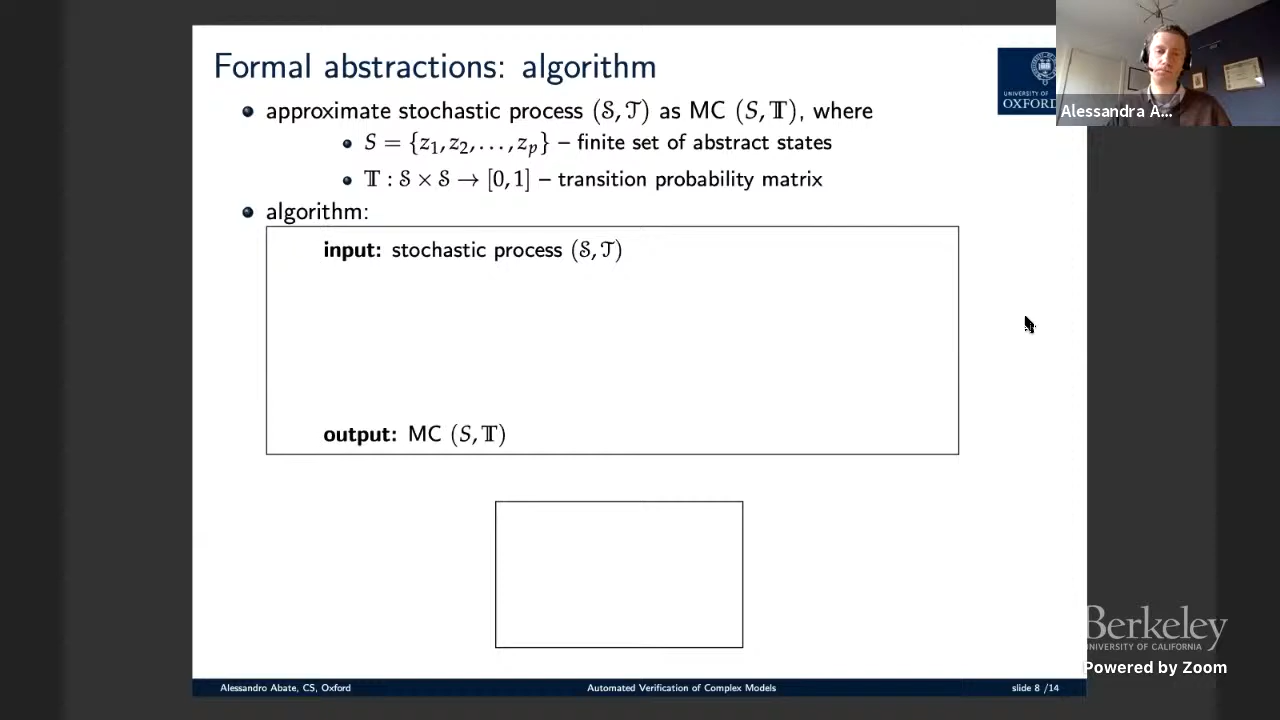 Formal abstractions: algorithm
approximate stochastic process (𝒮, 𝒯) as MC (S, 𝕋), where
S = {z₁, z₂, . . . , zₚ} – finite set of abstract states
𝕋 : 𝒮 × 𝒮 → [0, 1] – transition probability matrix
algorithm:
input: stochastic process (𝒮, 𝒯)
output: MC (S, 𝕋)
UNIVERSITY OF
OXFORD
Alessandra A...
Berkeley
UNIVERSITY OF CALIFORNIA
Powered by Zoom
Alessandro Abate, CS, Oxford
Automated Verification of Complex Models
slide 8 /14